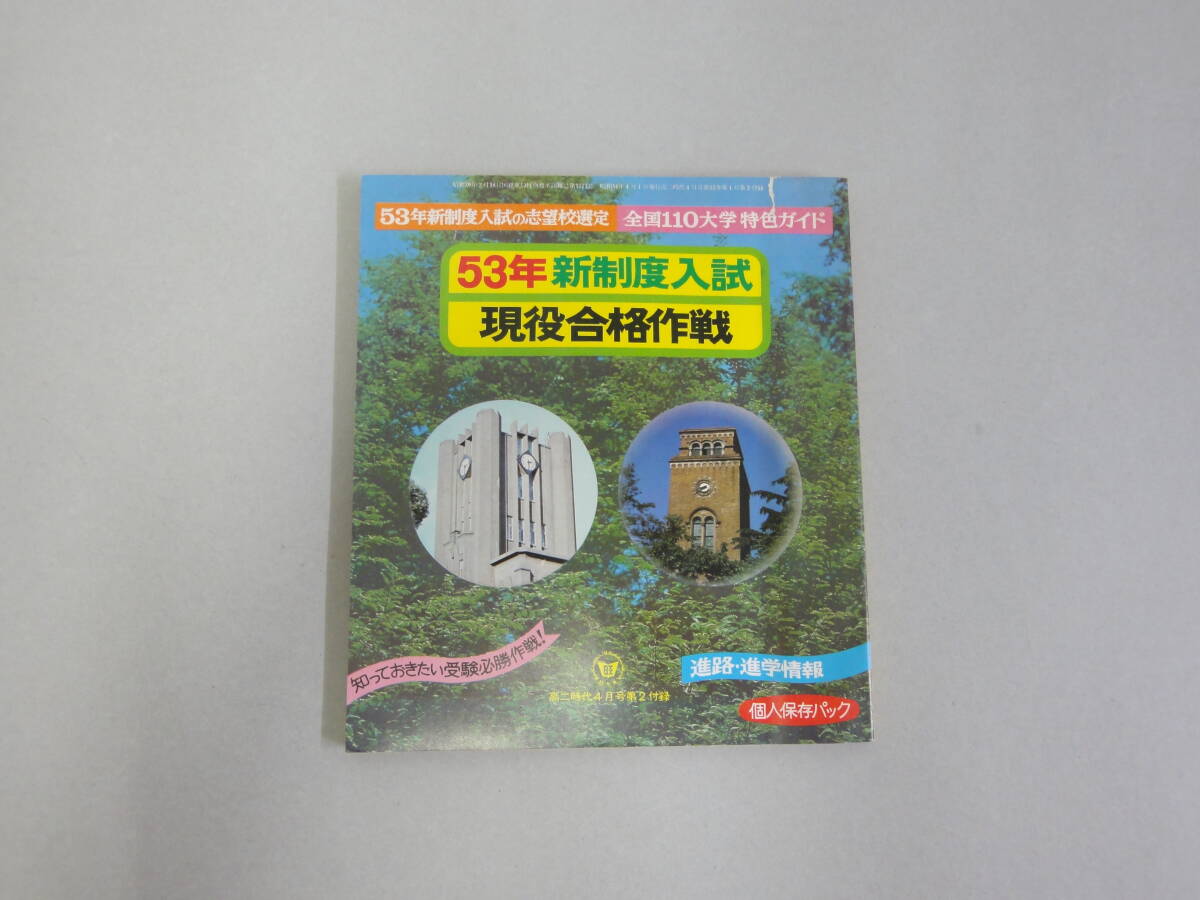 53年新制度入試の志望校選定 全国110大学 特色ガイド
53年 新制度入試
現役合格作戦
知っておきたい受験必勝作戦!
旺
高二時代4月号第2付録
進路・進学情報
個人保存パック